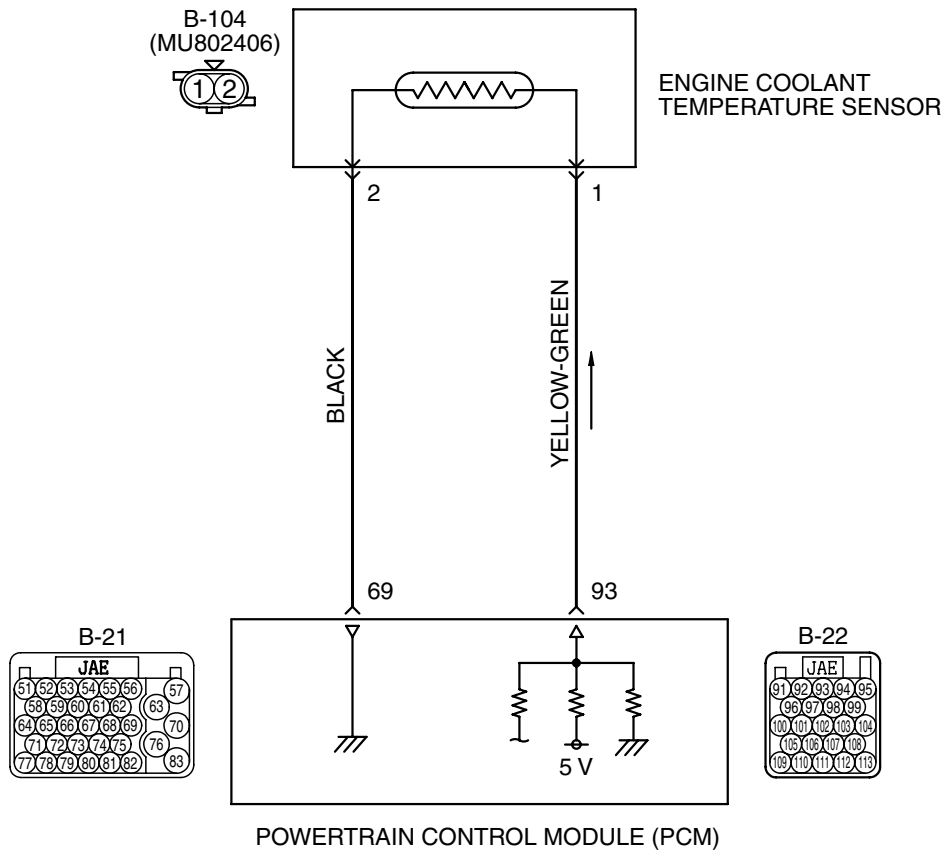 B-104
(MU802406)
1 2
ENGINE COOLANT
TEMPERATURE SENSOR
2 1
BLACK
YELLOW-GREEN
69 93
B-21
JAE
51 52 53 54 55 56 57
58 59 60 61 62 63
64 65 66 67 68 69 70
71 72 73 74 75 76
77 78 79 80 81 82 83
5 V
B-22
JAE
91 92 93 94 95
96 97 98 99
100 101 102 103 104
105 106 107 108
109 110 111 112 113
POWERTRAIN CONTROL MODULE (PCM)